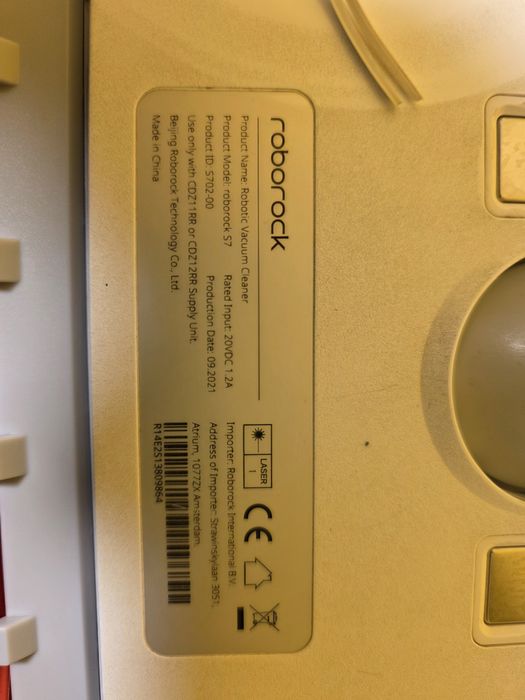 roborock
Product Name: Robotic Vacuum Cleaner
Product Model: roborock S7 Rated Input: 20VDC 1.2A
Product ID: S702-00 Production Date: 09.2021
Use only with CDZ11RR or CDZ12RR Supply Unit.
Beijing Roborock Technology Co., Ltd.
Made in China
LASER
1
CE
Importer: Roborock International B.V.
Address of Importer: Strawinskylaan 3051,
Atrium, 1077ZX Amsterdam
R14E2S13809864